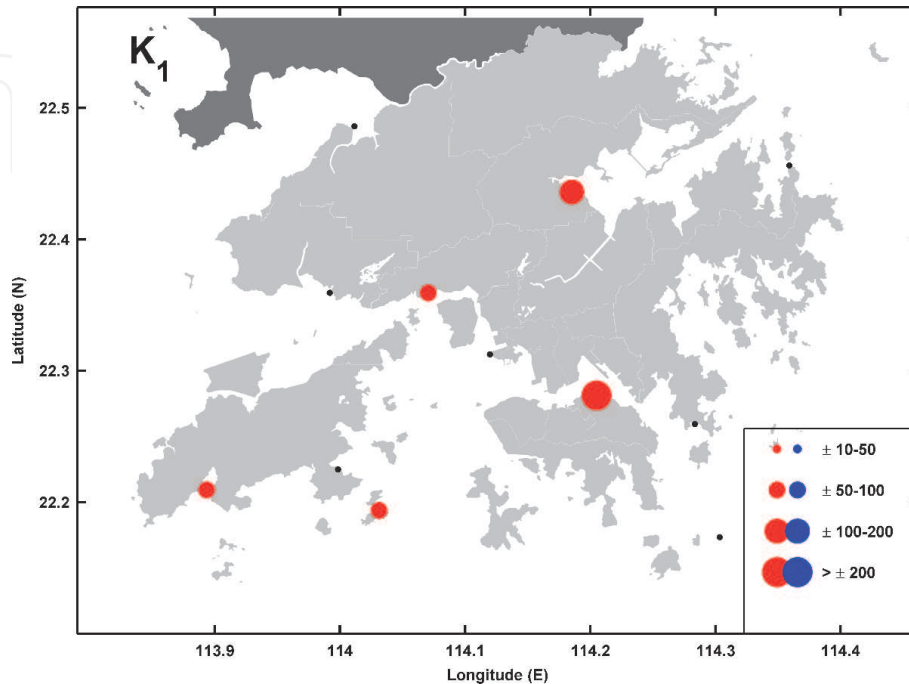 K1
22.5
22.4
22.3
22.2
Latitude (N)
113.9 114 114.1 114.2 114.3 114.4
Longitude (E)
± 10-50
± 50-100
± 100-200
> ± 200